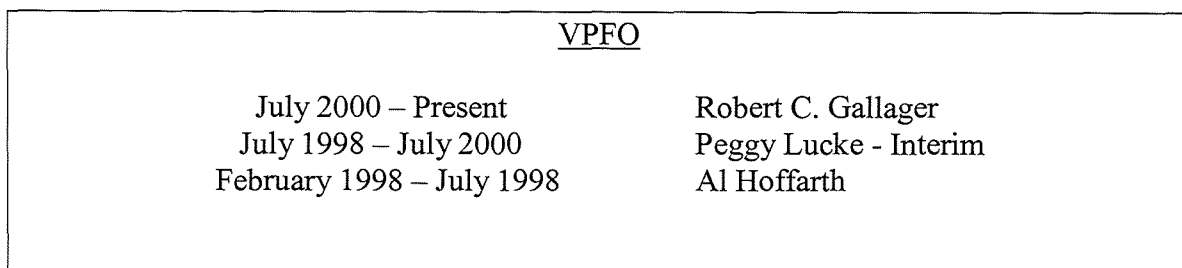 VPFO
July 2000 – Present Robert C. Gallager
July 1998 – July 2000 Peggy Lucke - Interim
February 1998 – July 1998 Al Hoffarth